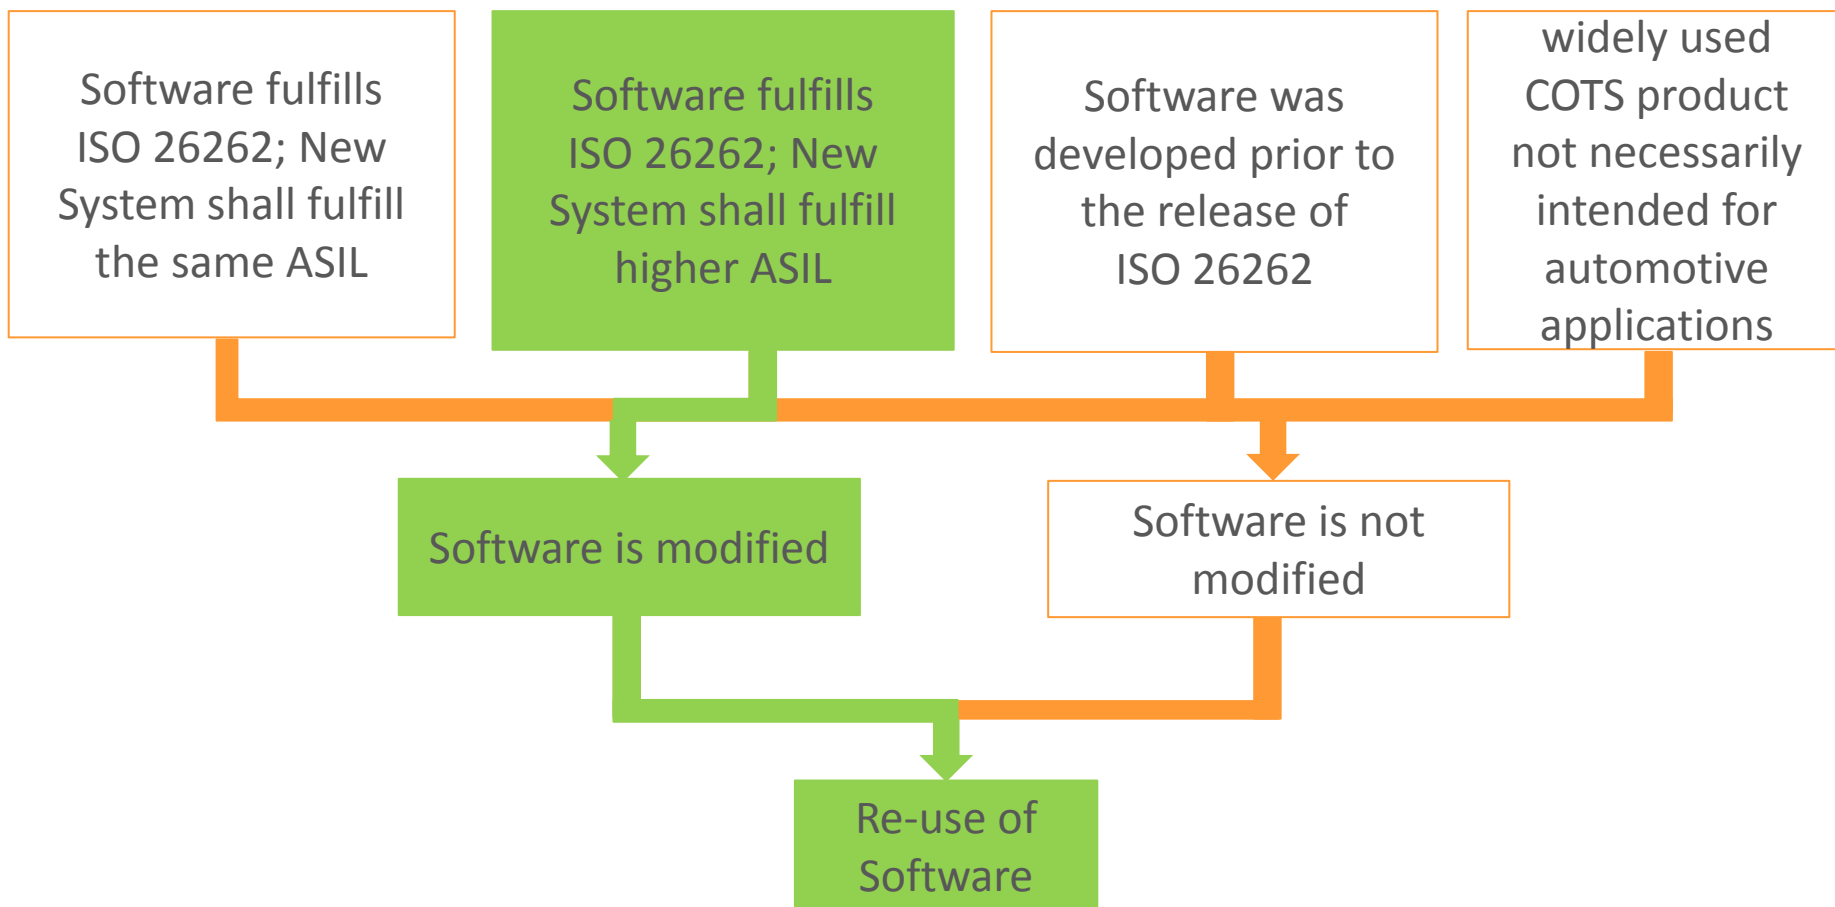 Software fulfills
ISO 26262; New
System shall fulfill
the same ASIL
Software fulfills
ISO 26262; New
System shall fulfill
higher ASIL
Software was
developed prior to
the release of
ISO 26262
widely used
COTS product
not necessarily
intended for
automotive
applications
Software is modified
Software is not
modified
Re-use of
Software